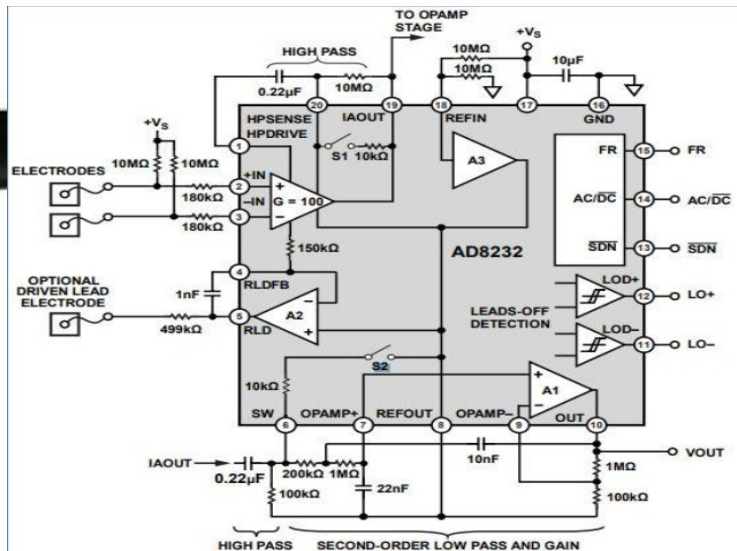 TO OPAMP
STAGE
+VS
HIGH PASS
10MΩ
10MΩ
10µF
0.22µF
10MΩ
20
19
18
17
16
HPSENSE
IAOUT
REFIN
GND
HPDRIVE
1
FR
15
FR
+VS
S1
10kΩ
A3
10MΩ
10MΩ
ELECTRODES
+IN
2
AC/DC
14
AC/DC
180kΩ
–IN
G = 100
3
180kΩ
SDN
13
SDN
150kΩ
AD8232
OPTIONAL
DRIVEN LEAD
ELECTRODE
4
RLDFB
1nF
LOD+
12
LO+
A2
LEADS-OFF
DETECTION
5
RLD
499kΩ
LOD–
11
LO–
S2
10kΩ
A1
SW
OPAMP+
REFOUT
OPAMP–
OUT
6
7
8
9
10
VOUT
10nF
IAOUT
0.22µF
200kΩ
1MΩ
1MΩ
100kΩ
22nF
100kΩ
HIGH PASS
SECOND-ORDER LOW PASS AND GAIN